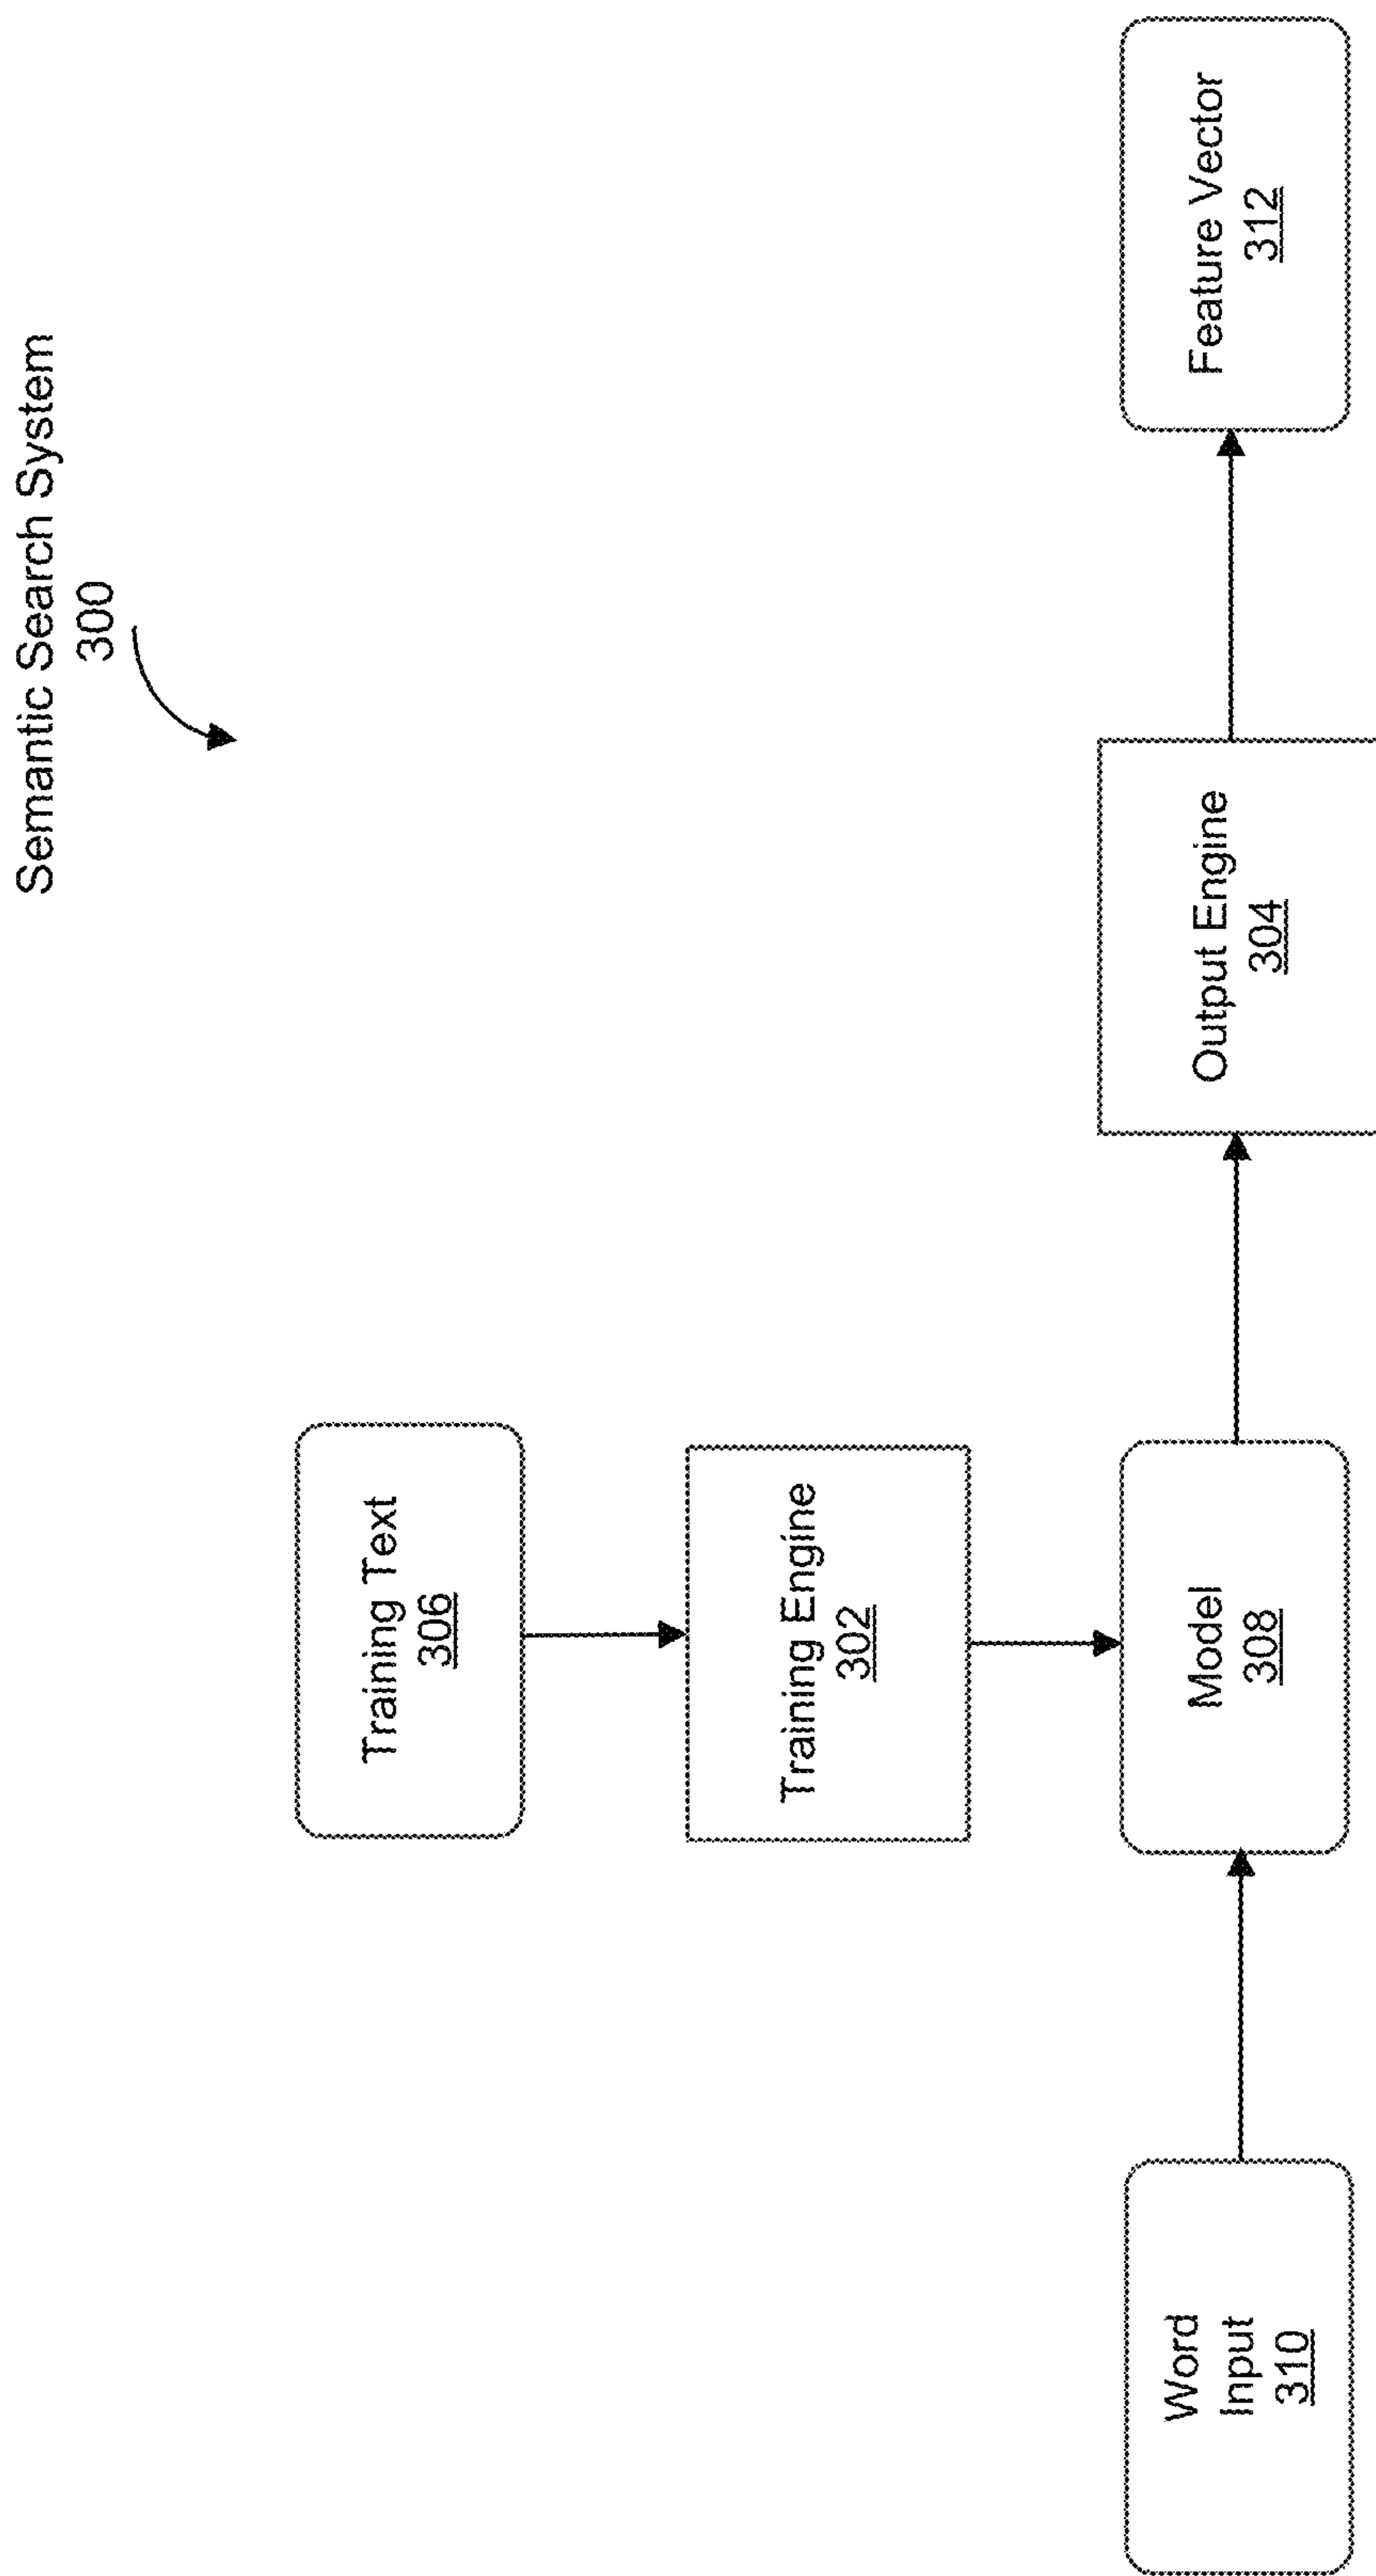 Semantic Search System
300
Training Text
306
Training Engine
302
Word
Input
310
Model
308
Output Engine
304
Feature Vector
312